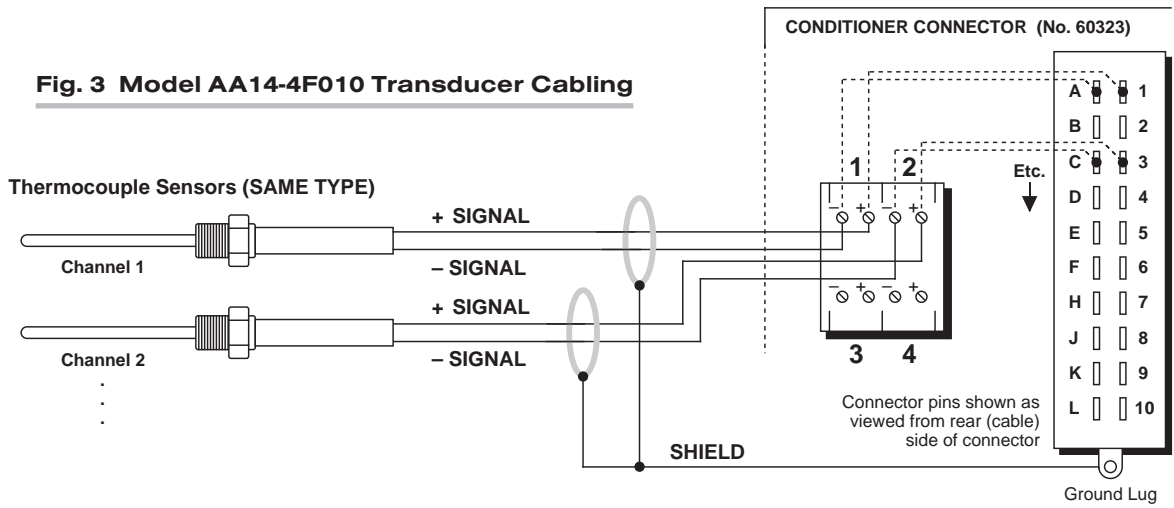 CONDITIONER CONNECTOR (No. 60323)
Fig. 3 Model AA14-4F010 Transducer Cabling
A 1
B 2
C 3
D 4
E 5
F 6
H 7
J 8
K 9
L 10
Etc.
1 2
– + – +
– + – +
3 4
Thermocouple Sensors (SAME TYPE)
+ SIGNAL
Channel 1
– SIGNAL
+ SIGNAL
Channel 2
– SIGNAL
.
.
.
Connector pins shown as
viewed from rear (cable)
side of connector
SHIELD
Ground Lug